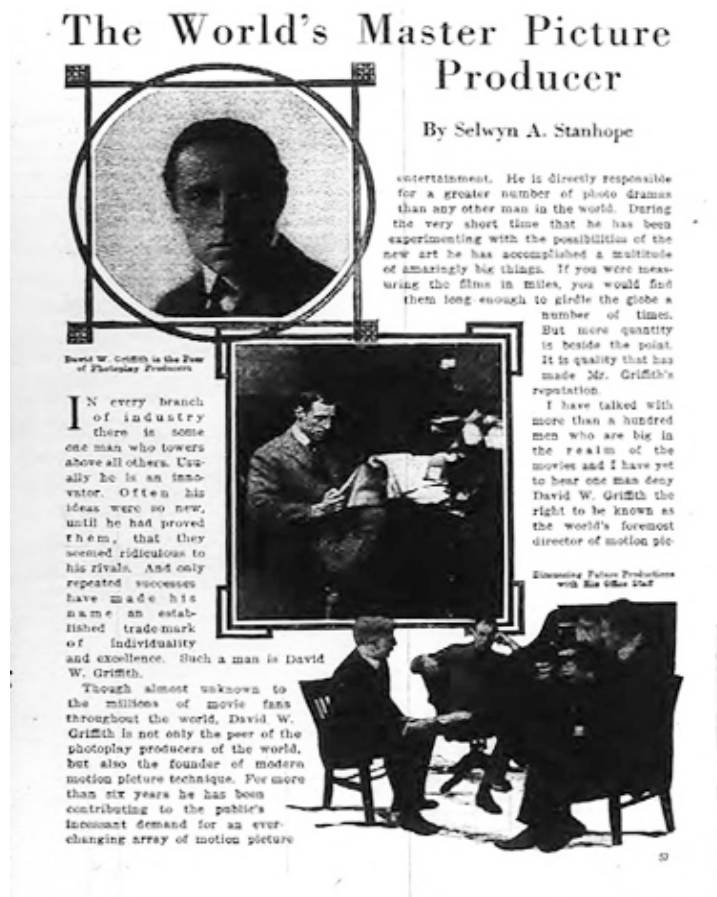 The World's Master Picture
Producer
By Selwyn A. Stanhope
David W. Griffith is the Peer
of Photoplay Producers
IN every branch
of industry
there is some
one man who towers
above all others. Usu-
ally he is an inno-
vator. Often his
ideas were so new,
until he had proved
them, that they
seemed ridiculous to
his rivals. And only
repeated successes
have made his
name an estab-
lished trade-mark
of individuality
and excellence. Such a man is David
W. Griffith.
Though almost unknown to
the millions of movie fans
throughout the world, David W.
Griffith is not only the peer of the
photoplay producers of the world,
but also the founder of modern
motion picture technique. For more
than six years he has been
contributing to the public's
incessant demand for an ever-
changing array of motion picture
entertainment. He is directly responsible
for a greater number of photo dramas
than any other man in the world. During
the very short time that he has been
experimenting with the possibilities of the
new art he has accomplished a multitude
of amazingly big things. If you were meas-
uring the films in miles, you would find
them long enough to girdle the globe a
number of times.
But mere quantity
is beside the point.
It is quality that has
made Mr. Griffith's
reputation.
I have talked with
more than a hundred
men who are big in
the realm of the
movies and I have yet
to hear one man deny
David W. Griffith the
right to be known as
the world's foremost
director of motion pic-
Discussing Future Productions
with His Office Staff